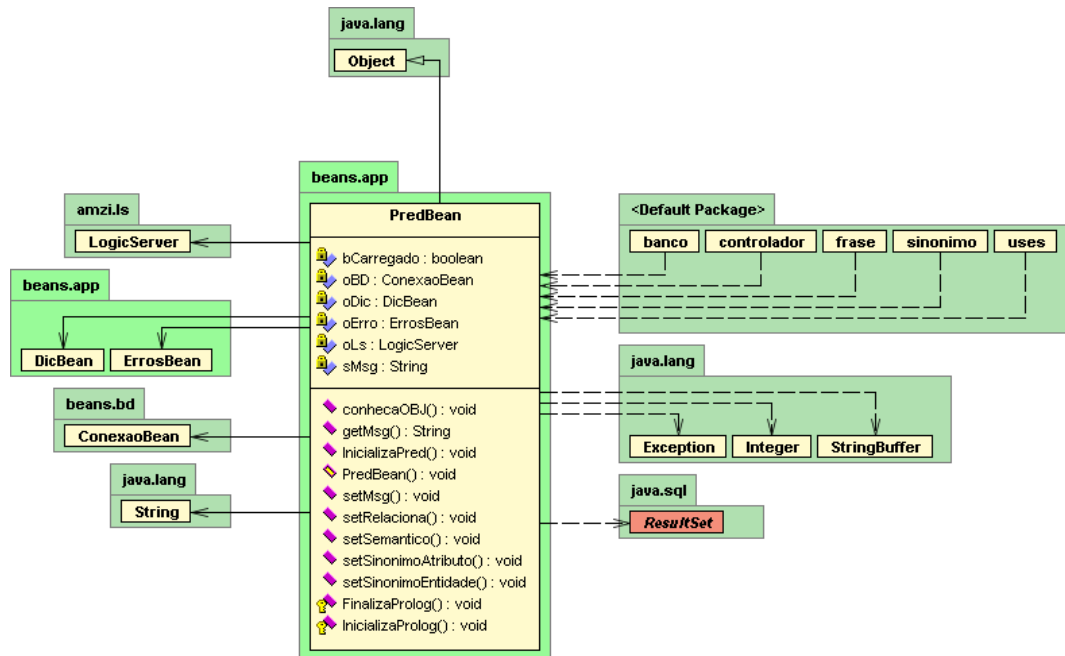 java.lang
Object
beans.app
PredBean
bCarregado : boolean
oBD : ConexaoBean
oDic : DicBean
oErro : ErrosBean
oLs : LogicServer
sMsg : String
conhecaOBJ() : void
getMsg() : String
InicializaPred() : void
PredBean() : void
setMsg() : void
setRelaciona() : void
setSemantico() : void
setSinonimoAtributo() : void
setSinonimoEntidade() : void
FinalizaProlog() : void
InicializaProlog() : void
amzi.ls
LogicServer
beans.app
DicBean ErrosBean
beans.bd
ConexaoBean
java.lang
String
<Default Package>
banco controlador frase sinonimo uses
java.lang
Exception Integer StringBuffer
java.sql
ResultSet